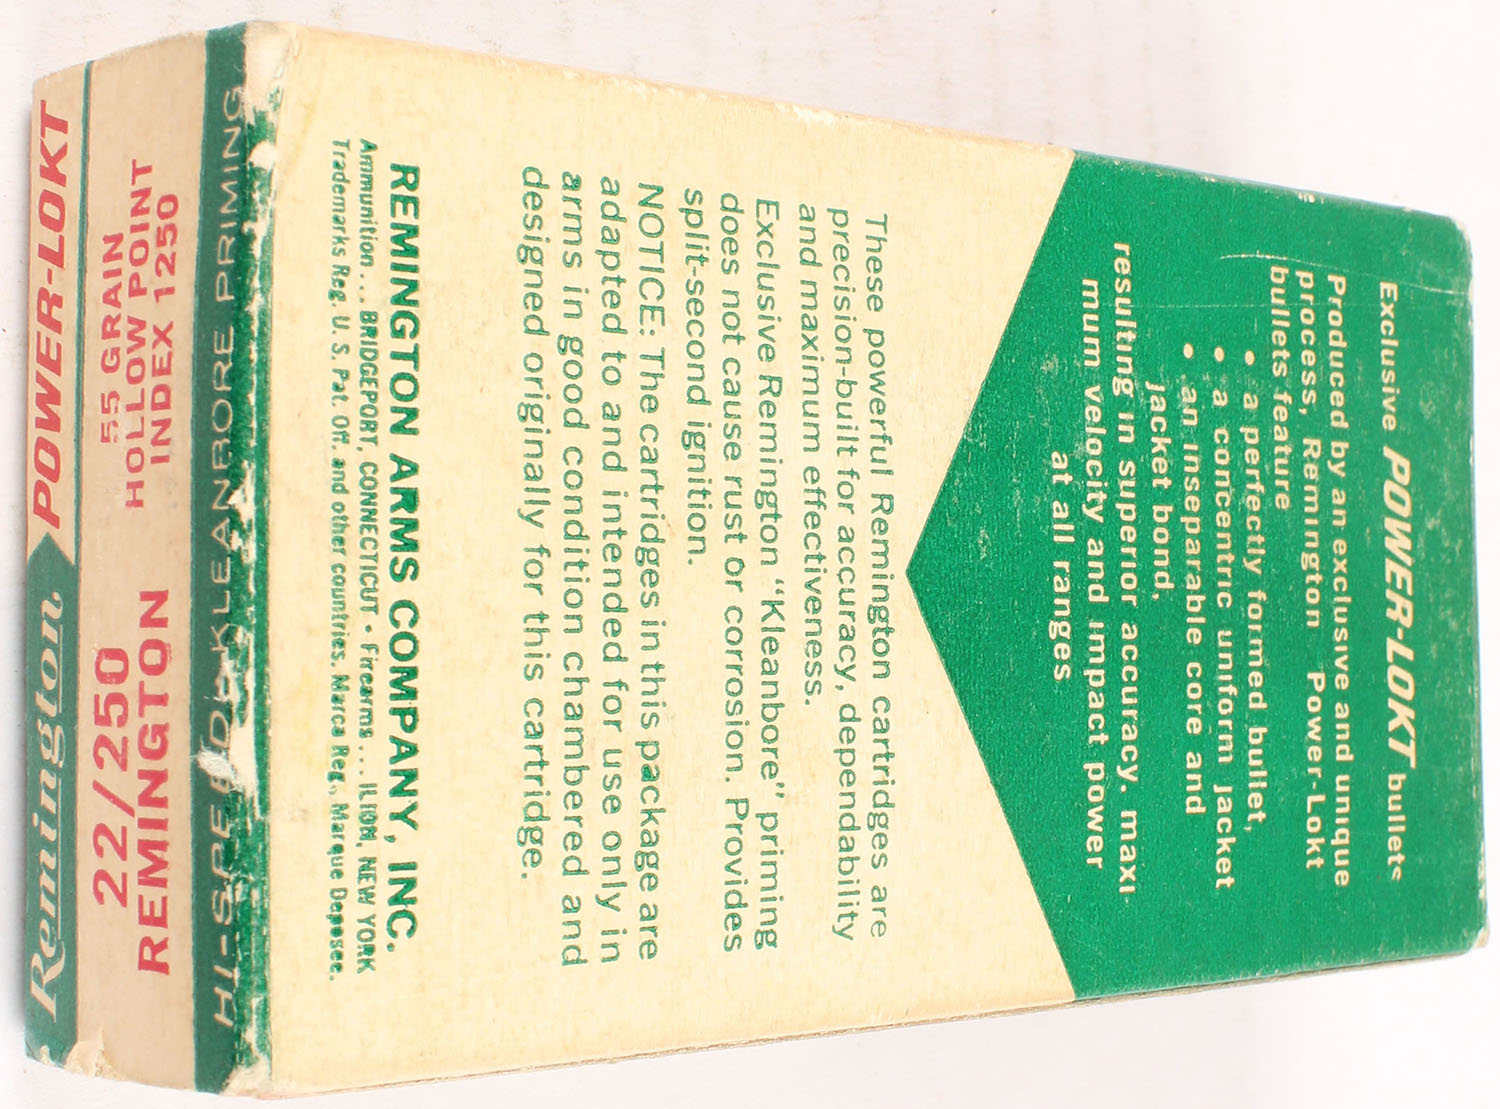 Exclusive POWER-LOKT bullets
Produced by an exclusive and unique
process, Remington Power-Lokt
bullets feature
• a perfectly formed bullet,
• a concentric uniform jacket
• an inseparable core and
jacket bond,
resulting in superior accuracy, maxi
mum velocity and impact power
at all ranges
These powerful Remington cartridges are
precision-built for accuracy, dependability
and maximum effectiveness.
Exclusive Remington "Kleanbore" priming
does not cause rust or corrosion. Provides
split-second ignition.
NOTICE: The cartridges in this package are
adapted to and intended for use only in
arms in good condition chambered and
designed originally for this cartridge.
REMINGTON ARMS COMPANY, INC.
Ammunition... BRIDGEPORT, CONNECTICUT • Firearms... ILION, NEW YORK
Trademarks Reg. U. S. Pat. Off. and other countries. Marca Reg., Marque Deposee.
HI-SPEED • KLEANBORE PRIMING
55 GRAIN
HOLLOW POINT
INDEX 1250
22/250
REMINGTON
POWER-LOKT
Remington